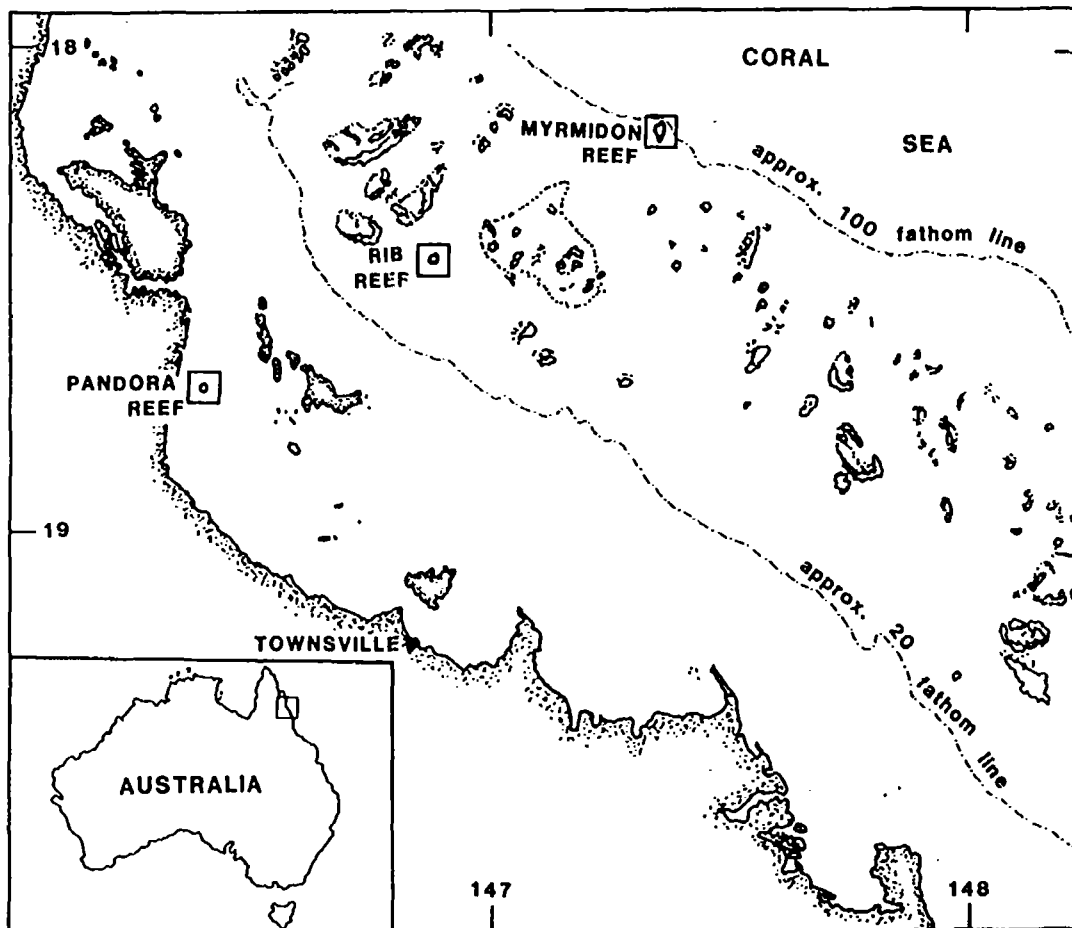 18
CORAL
SEA
MYRMIDON
REEF
approx. 100 fathom line
RIB
REEF
PANDORA
REEF
19
approx. 20 fathom line
TOWNSVILLE
AUSTRALIA
147
148